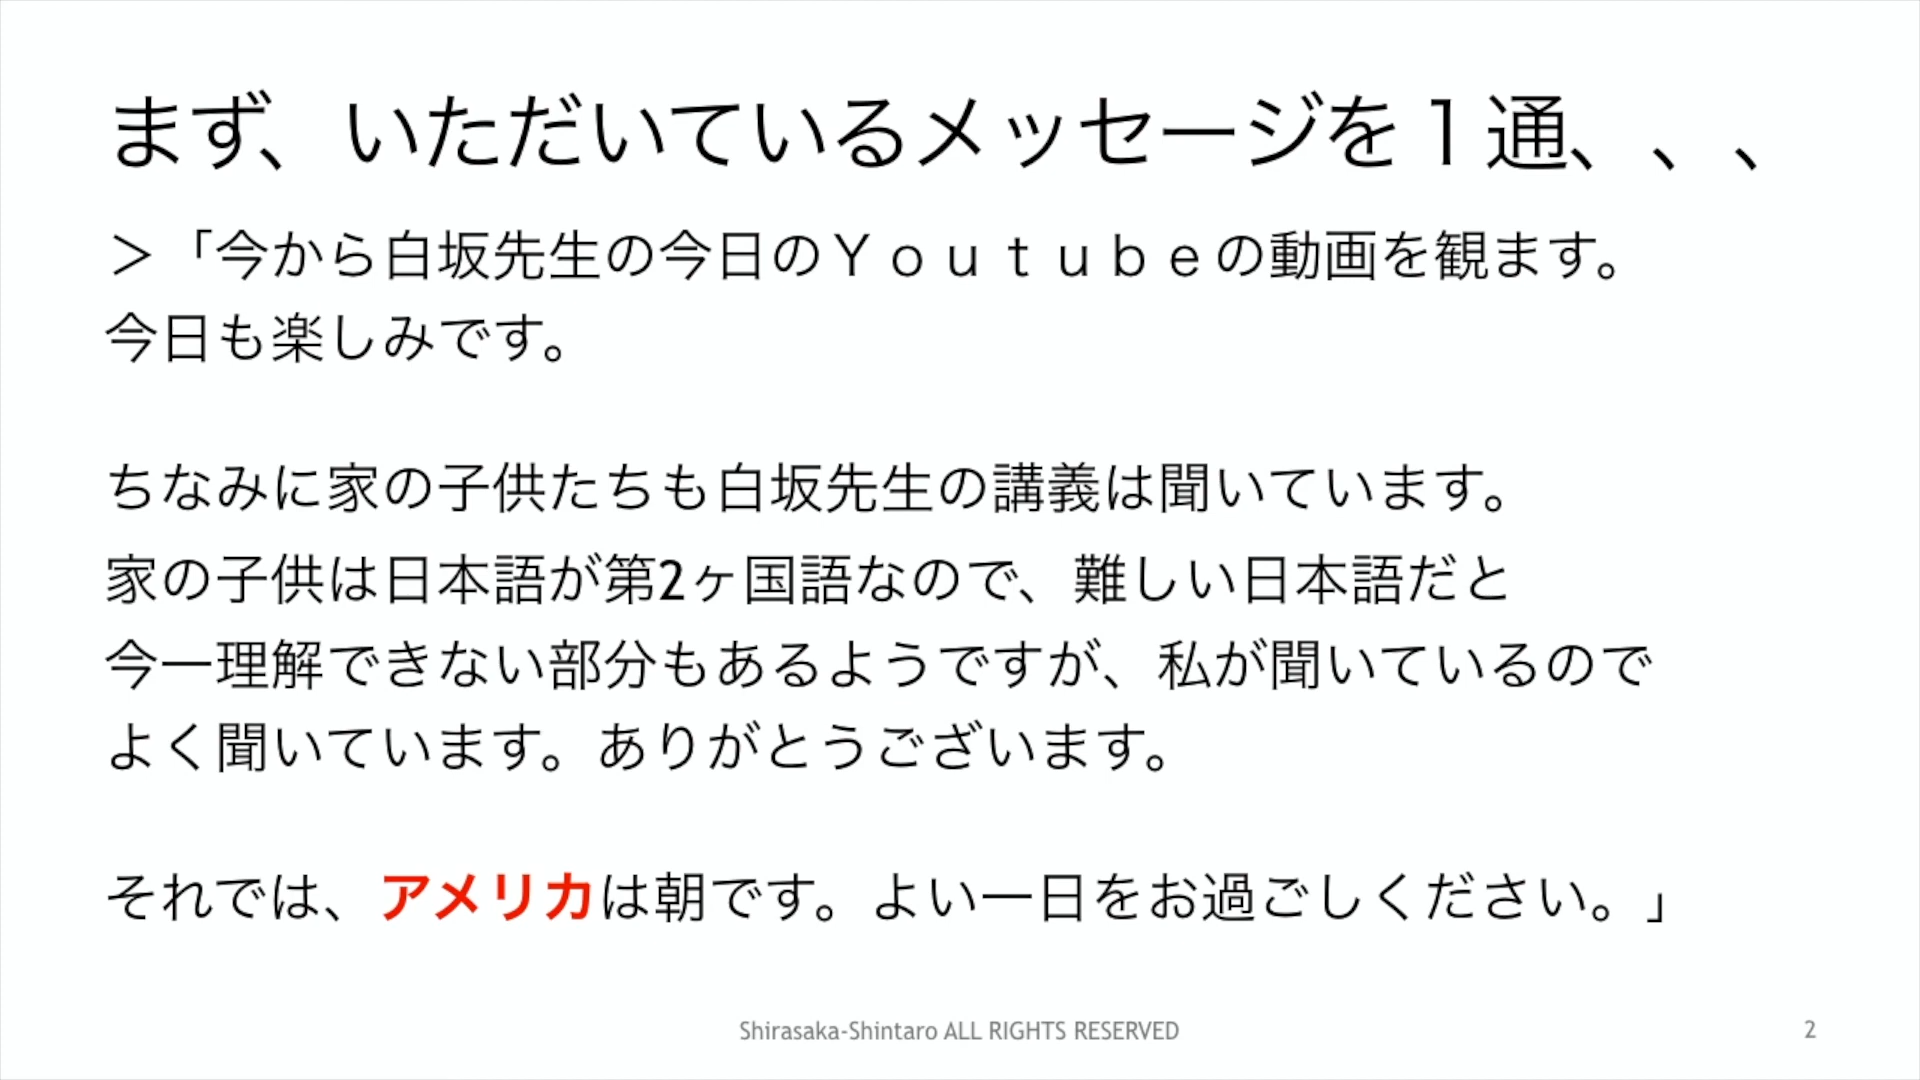 まず、いただいているメッセージを１通、、、
＞「今から白坂先生の今日のＹｏｕｔｕｂｅの動画を観ます。
今日も楽しみです。
ちなみに家の子供たちも白坂先生の講義は聞いています。
家の子供は日本語が第2ヶ国語なので、難しい日本語だと
今一理解できない部分もあるようですが、私が聞いているので
よく聞いています。ありがとうございます。
それでは、アメリカは朝です。よい一日をお過ごしください。」
Shirasaka-Shintaro ALL RIGHTS RESERVED
2